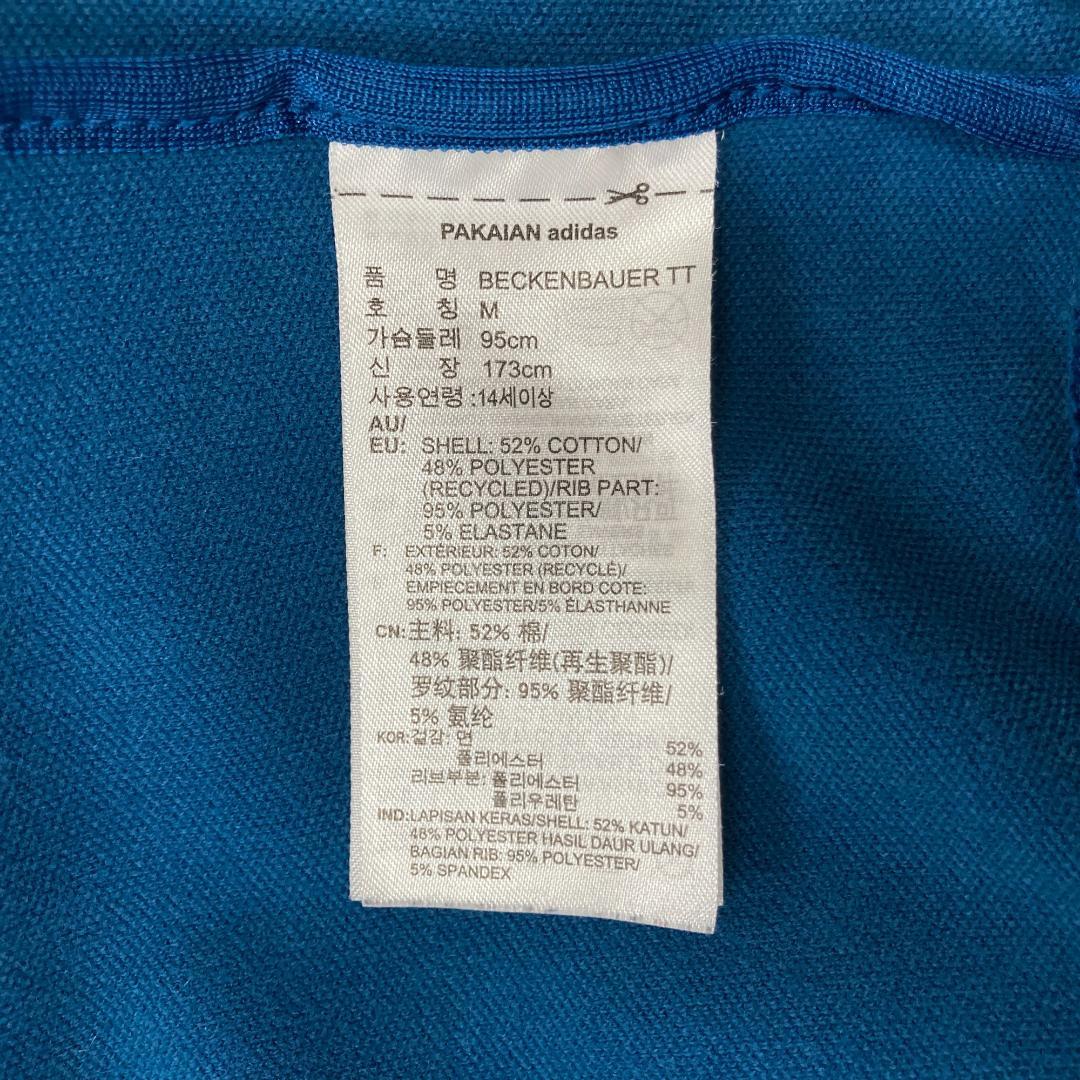 PAKAIAN adidas
품 명 BECKENBAUER TT
호 칭 M
가슴둘레 95cm
신 장 173cm
사용연령 :14세이상
AU/
EU: SHELL: 52% COTTON/
48% POLYESTER
(RECYCLED)/RIB PART:
95% POLYESTER/
5% ELASTANE
F: EXTÉRIEUR: 52% COTON/
48% POLYESTER (RECYCLÉ)/
EMPIECEMENT EN BORD COTE:
95% POLYESTER/5% ÉLASTHANNE
CN: 主料: 52% 棉/
48% 聚酯纤维(再生聚酯)/
罗纹部分: 95% 聚酯纤维/
5% 氨纶
KOR: 겉감: 면 52%
폴리에스터 48%
리브부분: 폴리에스터 95%
폴리우레탄 5%
IND:LAPISAN KERAS/SHELL: 52% KATUN/
48% POLYESTER HASIL DAUR ULANG/
BAGIAN RIB: 95% POLYESTER/
5% SPANDEX